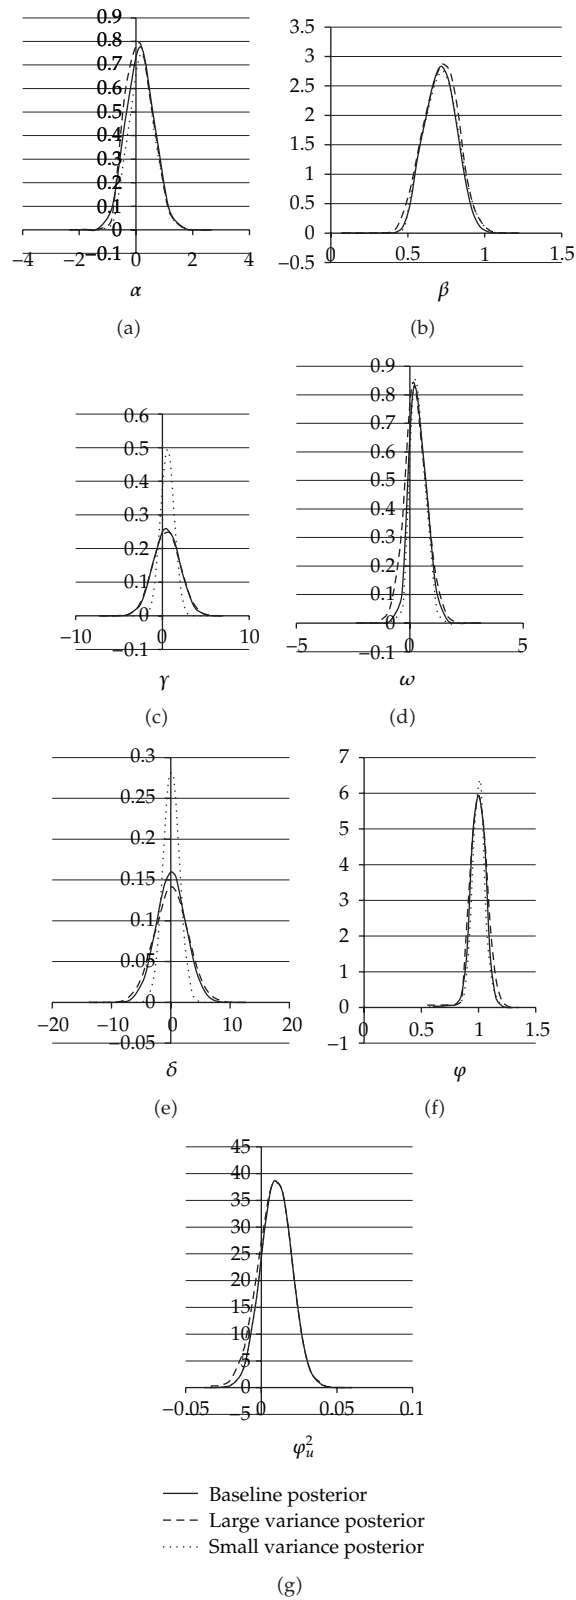 0.9
0.8
0.7
0.6
0.5
0.4
0.3
0.2
0.1
0
−0.1
−4 −2 0 2 4
α
(a)
3.5
3
2.5
2
1.5
1
0.5
0
−0.5
0 0.5 1 1.5
β
(b)
0.6
0.5
0.4
0.3
0.2
0.1
0
−0.1
−10 0 10
γ
(c)
0.9
0.8
0.7
0.6
0.5
0.4
0.3
0.2
0.1
0
−0.1
−5 0 5
ω
(d)
0.3
0.25
0.2
0.15
0.1
0.05
0
−0.05
−20 −10 0 10 20
δ
(e)
7
6
5
4
3
2
1
0
−1
0 0.5 1 1.5
φ
(f)
45
40
35
30
25
20
15
10
5
0
−5
−0.05 0 0.05 0.1
φ²ᵤ
Baseline posterior
Large variance posterior
Small variance posterior
(g)